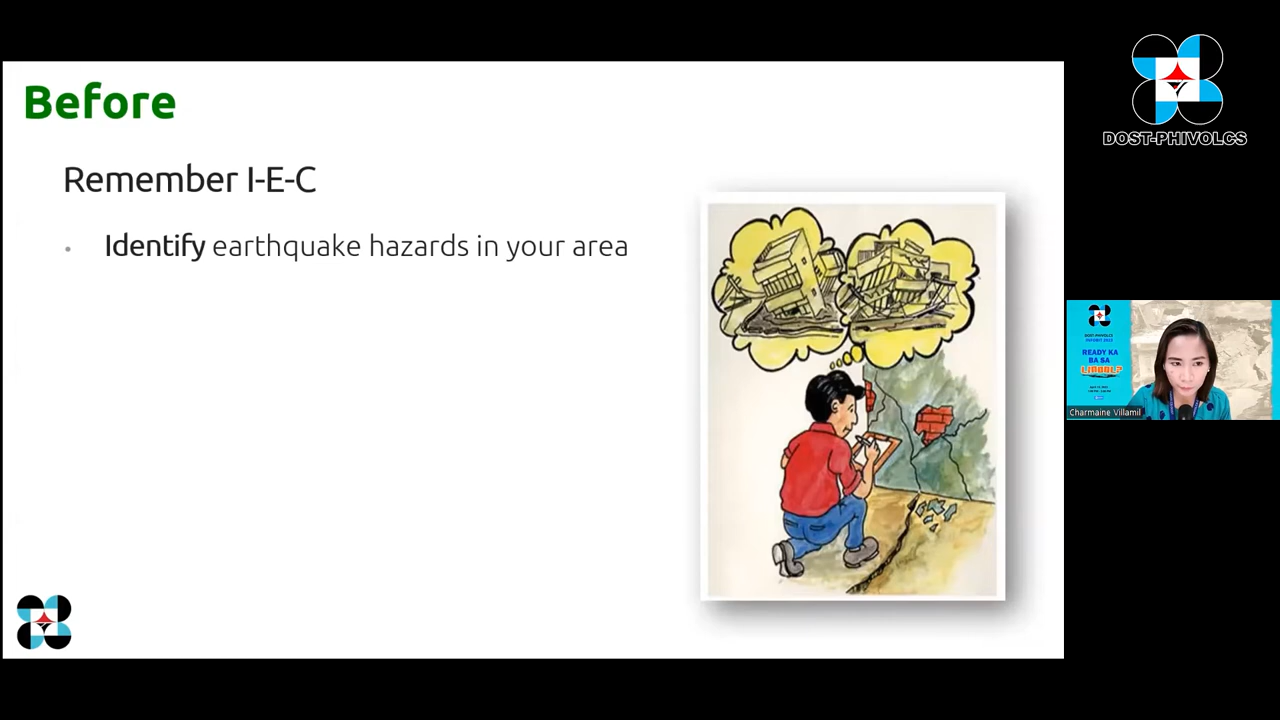 Before
Remember I-E-C
• Identify earthquake hazards in your area
DOST-PHIVOLCS
READY KA
BA SA
LINDOL?
Charmaine Villamil